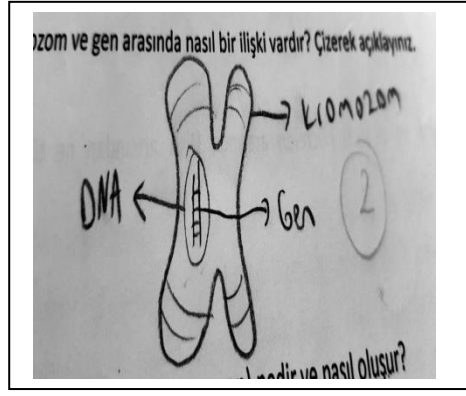 ozom ve gen arasında nasıl bir ilişki vardır? Çizerek açıklayınız.
kromozom
DNA
Gen
2
nedir ve nasıl oluşur?